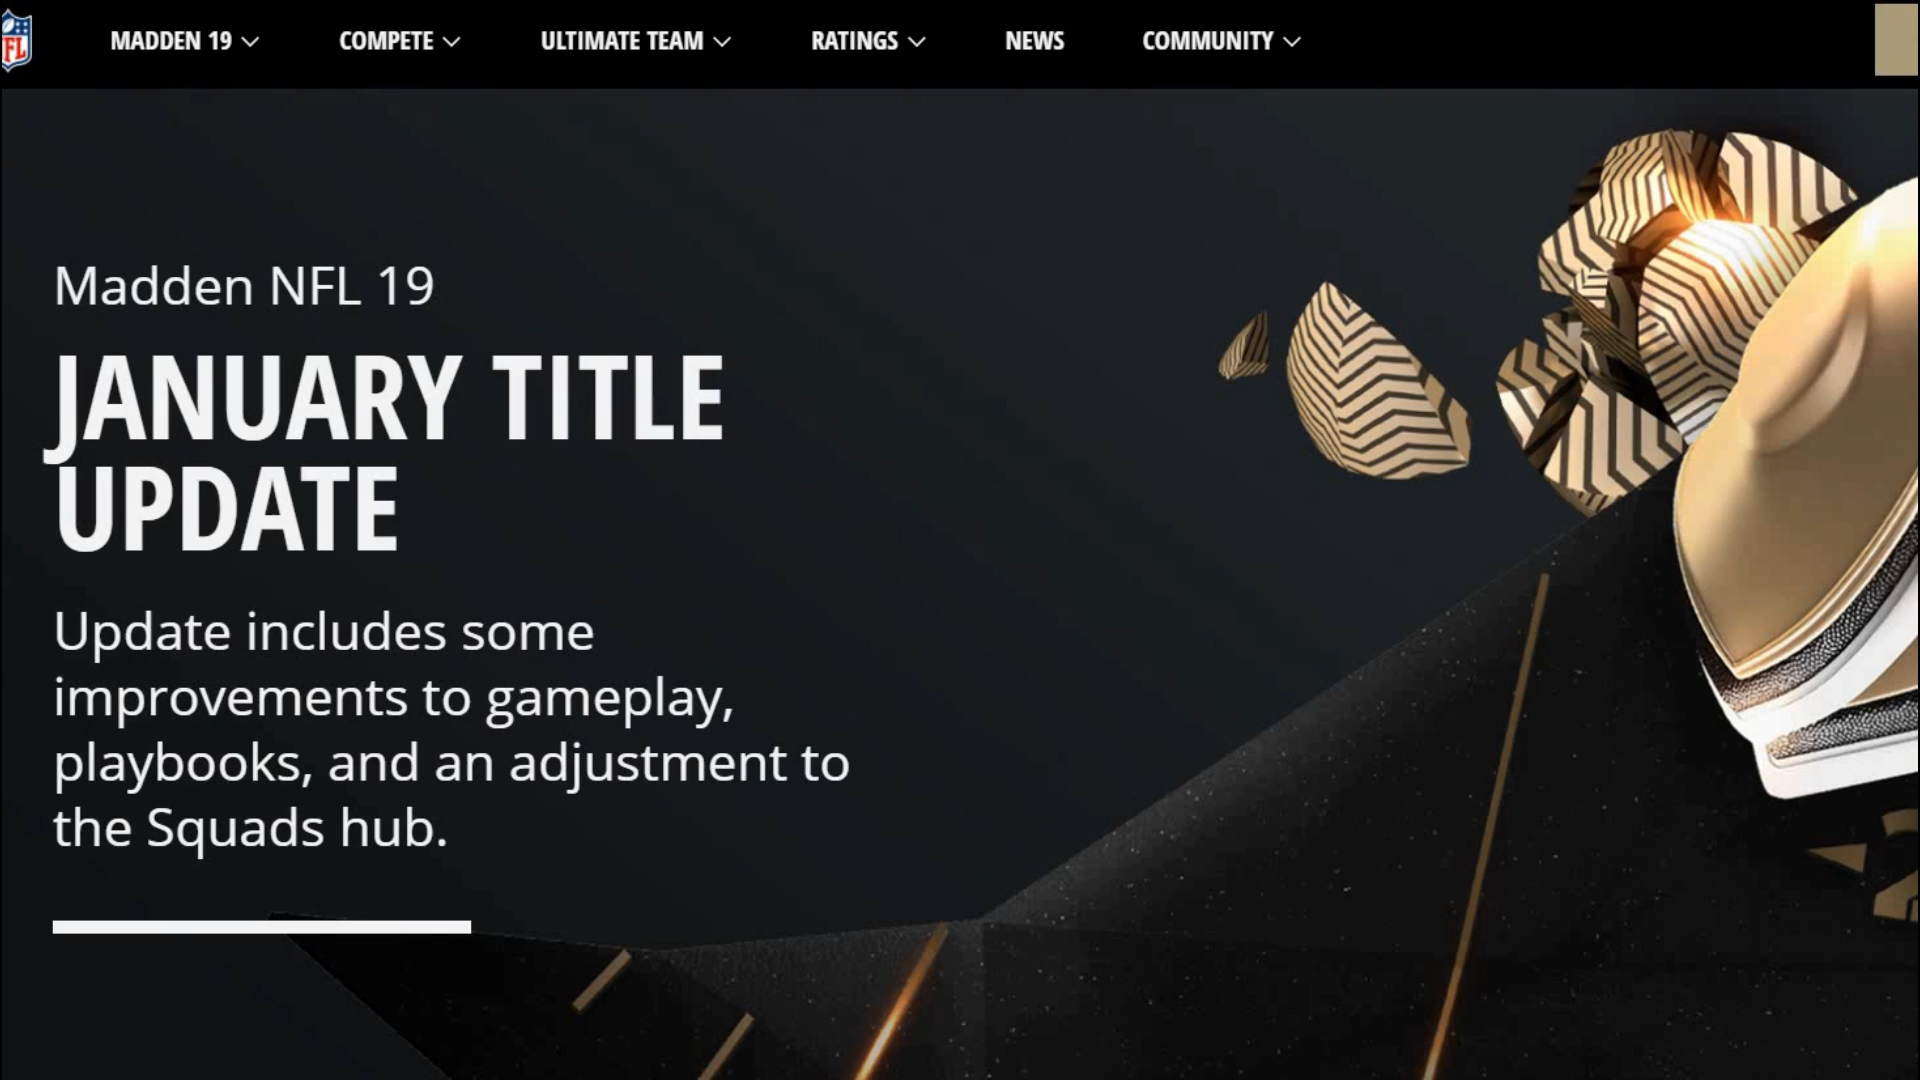 FL
MADDEN 19 COMPETE ULTIMATE TEAM RATINGS NEWS COMMUNITY
Madden NFL 19
JANUARY TITLE
UPDATE
Update includes some
improvements to gameplay,
playbooks, and an adjustment to
the Squads hub.